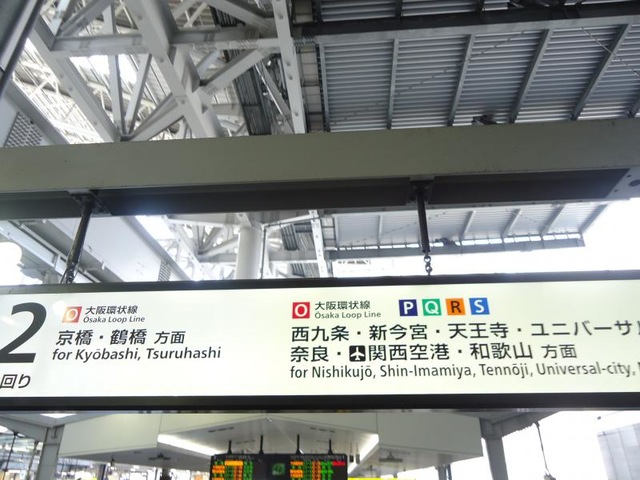 2
回り
O 大阪環状線
Ōsaka Loop Line
京橋・鶴橋 方面
for Kyōbashi, Tsuruhashi
O 大阪環状線 P Q R S
Ōsaka Loop Line
西九条・新今宮・天王寺・ユニバーサ
奈良・関西空港・和歌山 方面
for Nishikujō, Shin-Imamiya, Tennōji, Universal-city,